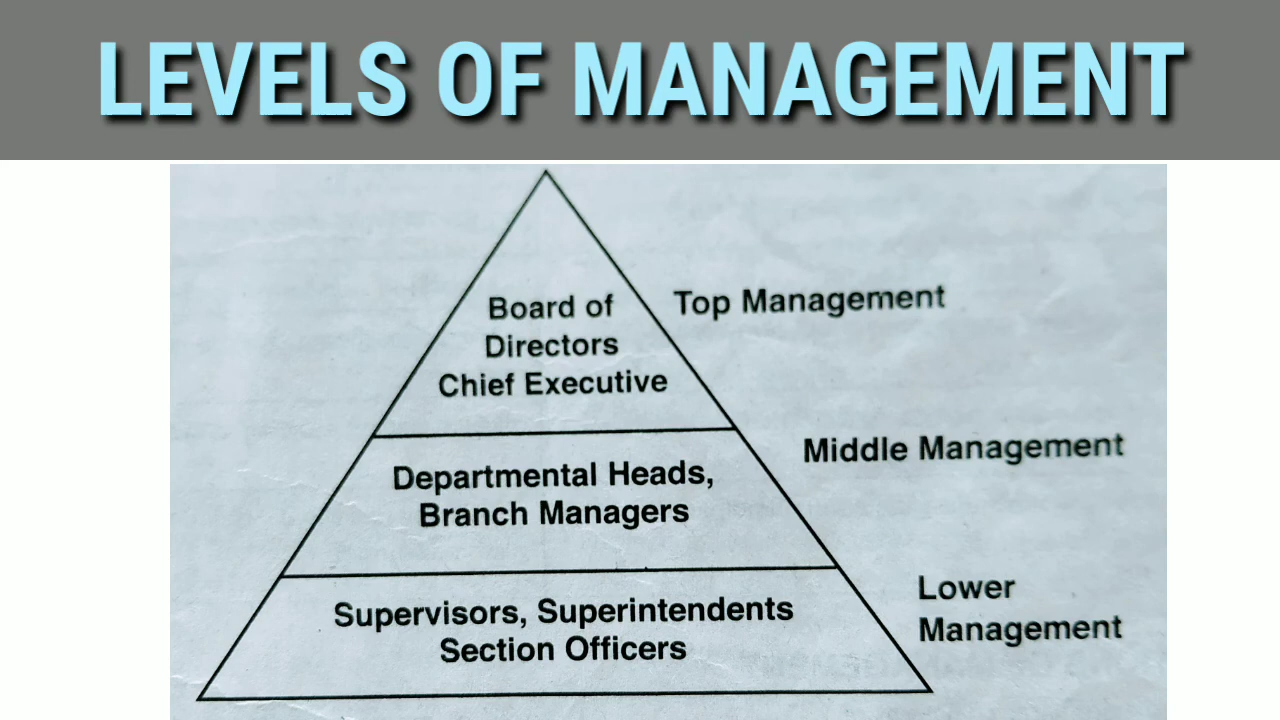 LEVELS OF MANAGEMENT
Board of
Directors
Chief Executive
Top Management
Departmental Heads,
Branch Managers
Middle Management
Supervisors, Superintendents
Section Officers
Lower
Management